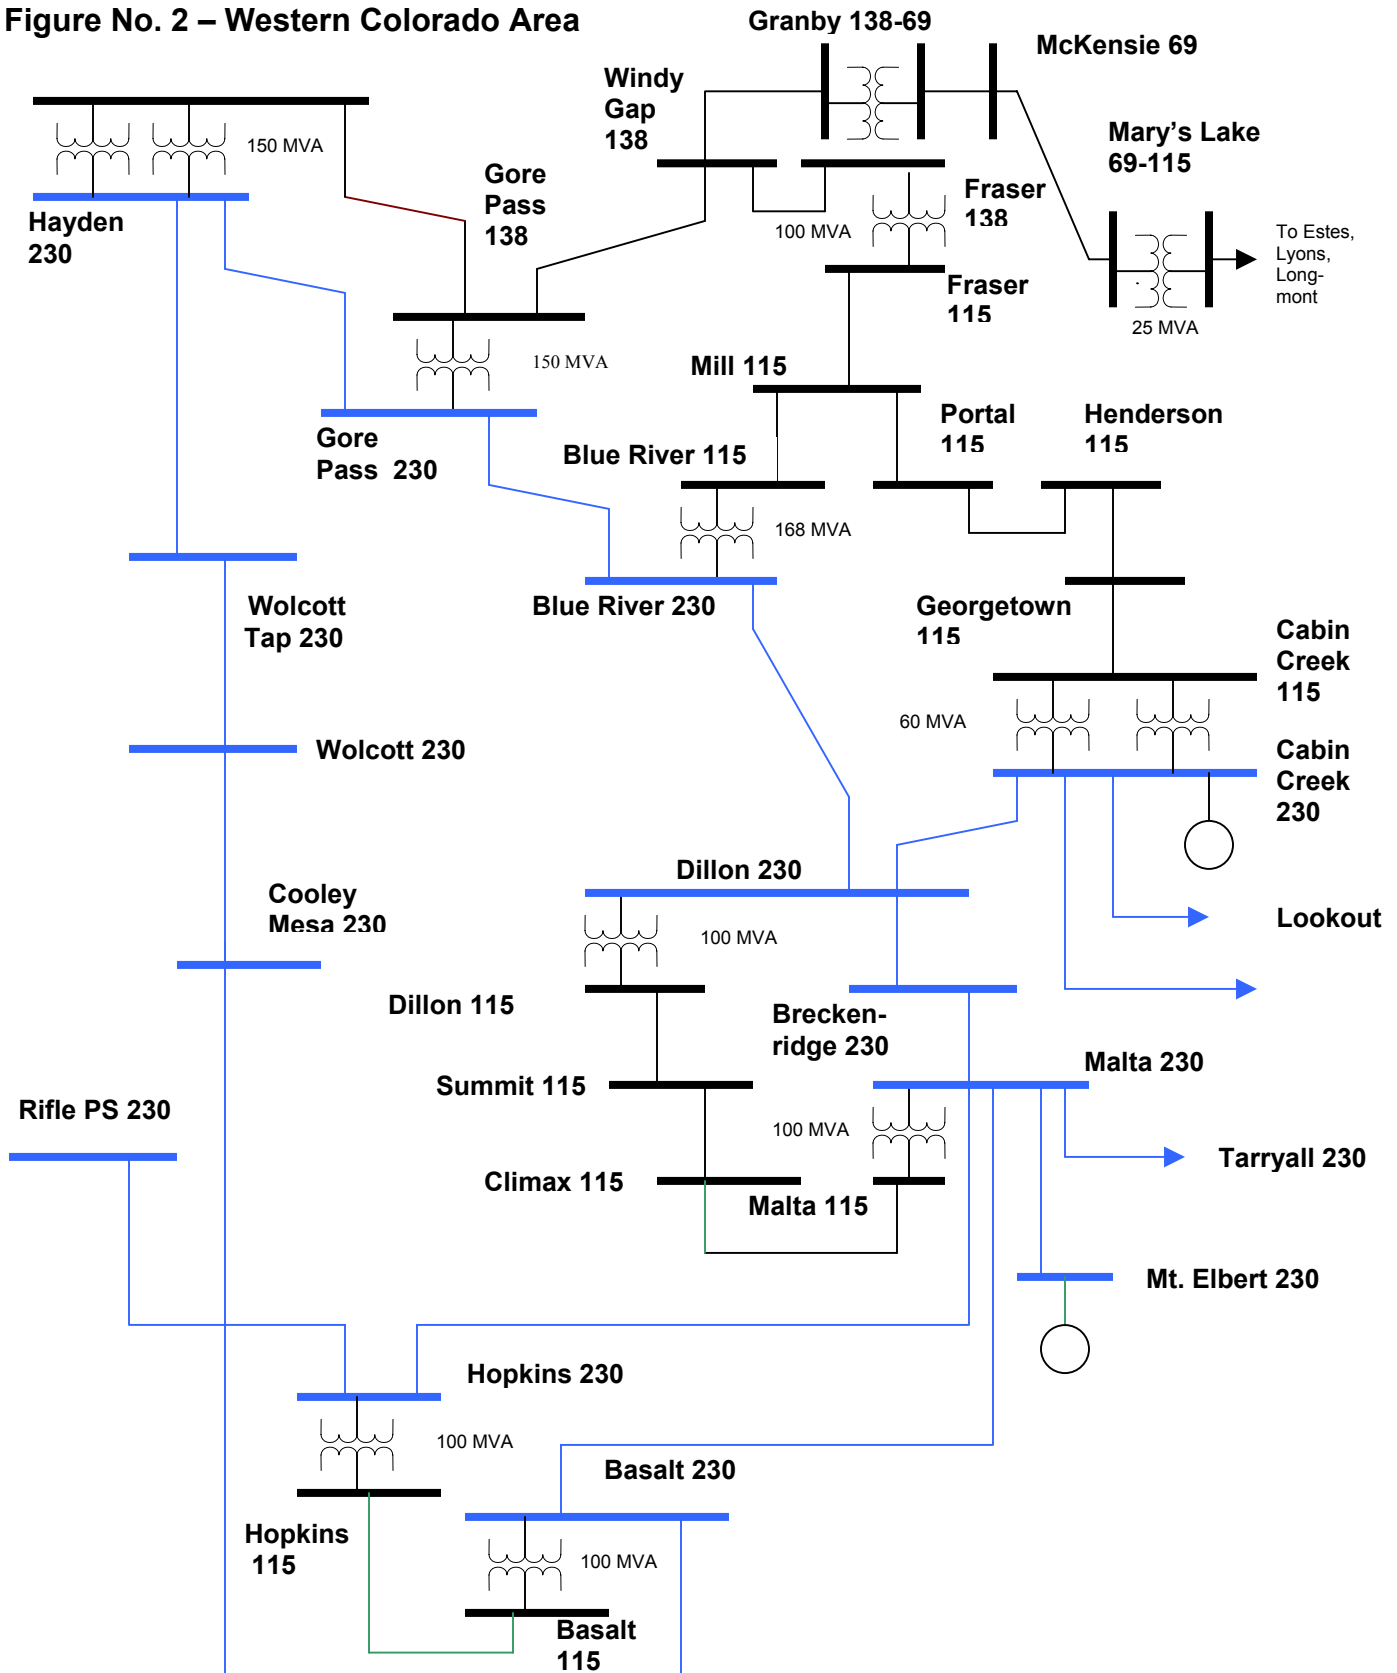 Figure No. 2 – Western Colorado Area
Granby 138-69
McKensie 69
Windy
Gap
138
Mary's Lake
69-115
150 MVA
Gore
Pass
138
Fraser
138
Hayden
230
100 MVA
To Estes,
Lyons,
Long-
mont
Fraser
115
25 MVA
150 MVA
Mill 115
Portal
115
Henderson
115
Gore
Pass 230
Blue River 115
168 MVA
Wolcott
Tap 230
Blue River 230
Georgetown
115
Cabin
Creek
115
60 MVA
Wolcott 230
Cabin
Creek
230
Dillon 230
Cooley
Mesa 230
Lookout
100 MVA
Dillon 115
Brecken-
ridge 230
Malta 230
Summit 115
Rifle PS 230
100 MVA
Tarryall 230
Climax 115
Malta 115
Mt. Elbert 230
Hopkins 230
100 MVA
Basalt 230
Hopkins
115
100 MVA
Basalt
115